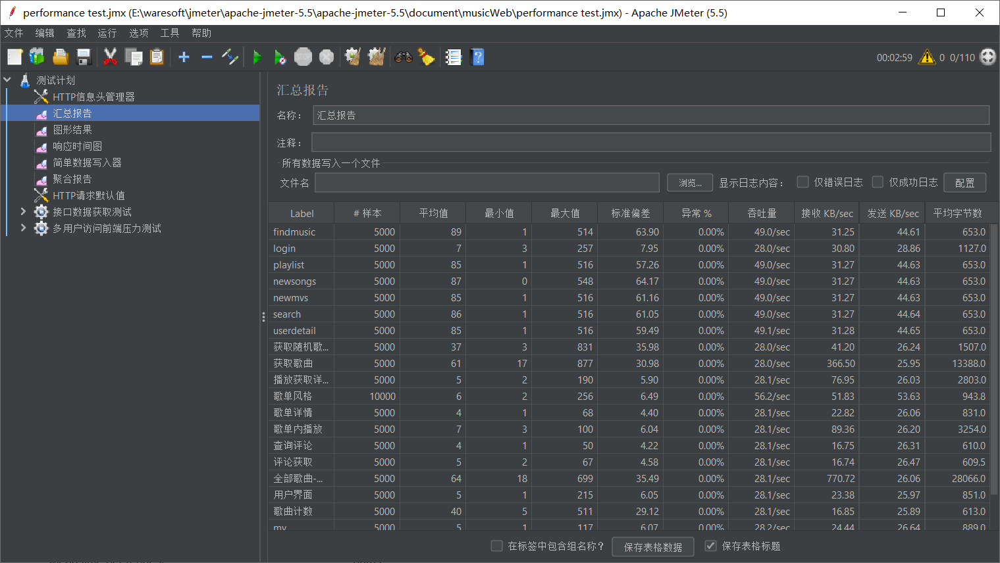 performance test.jmx (E:\waresoft\jmeter\apache-jmeter-5.5\apache-jmeter-5.5\document\musicWeb\performance test.jmx) - Apache JMeter (5.5)
文件 编辑 查找 运行 选项 工具 帮助
STOP
00:02:59 0 0/110
测试计划
HTTP信息头管理器
汇总报告
图形结果
响应时间图
简单数据写入器
聚合报告
HTTP请求默认值
接口数据获取测试
多用户访问前端压力测试
汇总报告
名称： 汇总报告
注释：
所有数据写入一个文件
文件名 浏览... 显示日志内容： 仅错误日志 仅成功日志 配置
Label # 样本 平均值 最小值 最大值 标准偏差 异常 % 吞吐量 接收 KB/sec 发送 KB/sec 平均字节数
findmusic 5000 89 1 514 63.90 0.00% 49.0/sec 31.25 44.61 653.0
login 5000 7 3 257 7.95 0.00% 28.0/sec 30.80 28.86 1127.0
playlist 5000 85 1 516 57.26 0.00% 49.0/sec 31.27 44.63 653.0
newsongs 5000 87 0 548 64.17 0.00% 49.0/sec 31.27 44.63 653.0
newmvs 5000 85 1 516 61.16 0.00% 49.0/sec 31.27 44.63 653.0
search 5000 86 1 516 61.05 0.00% 49.0/sec 31.27 44.64 653.0
userdetail 5000 85 1 516 59.49 0.00% 49.1/sec 31.28 44.65 653.0
获取随机歌... 5000 37 3 831 35.98 0.00% 28.0/sec 41.20 26.24 1507.0
获取歌曲 5000 61 17 877 30.98 0.00% 28.0/sec 366.50 25.95 13388.0
播放获取详... 5000 5 2 190 5.90 0.00% 28.1/sec 76.95 26.03 2803.0
歌单风格 10000 6 2 256 6.49 0.00% 56.2/sec 51.83 53.63 943.8
歌单详情 5000 4 1 68 4.40 0.00% 28.1/sec 22.82 26.06 831.0
歌单内播放 5000 7 3 100 6.04 0.00% 28.1/sec 89.36 26.20 3254.0
查询评论 5000 4 1 50 4.22 0.00% 28.1/sec 16.75 26.31 610.0
评论获取 5000 5 2 67 4.58 0.00% 28.1/sec 16.74 26.47 609.5
全部歌曲-... 5000 64 18 699 35.49 0.00% 28.1/sec 770.72 26.06 28066.0
用户界面 5000 5 1 215 6.05 0.00% 28.1/sec 23.38 25.97 851.0
歌曲计数 5000 40 5 511 29.12 0.00% 28.1/sec 16.85 25.89 613.0
mv 5000 5 1 117 6.07 0.00% 28.2/sec 24.44 26.64 889.0
在标签中包含组名称？ 保存表格数据 保存表格标题